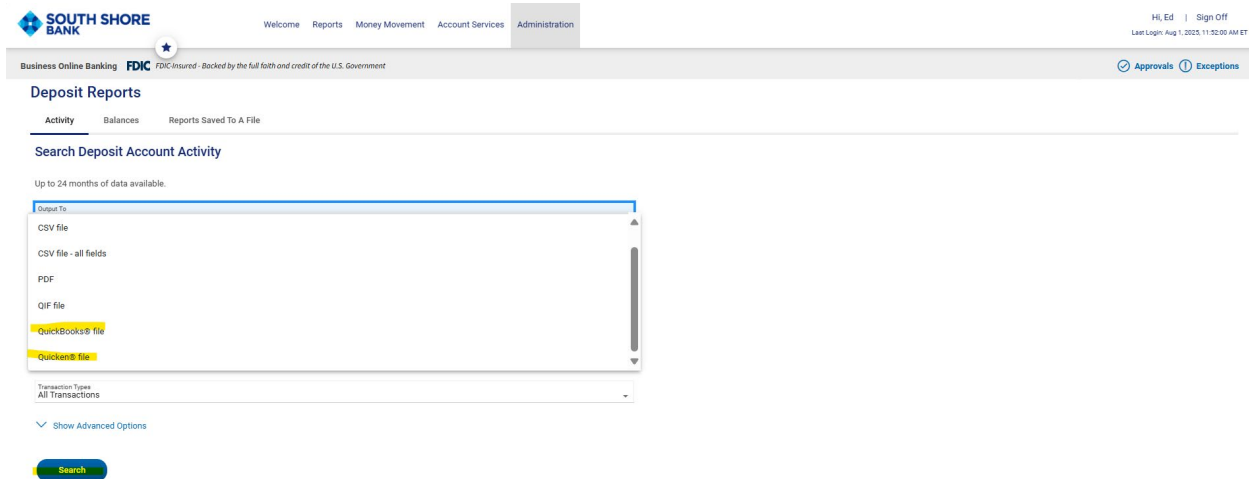 SOUTH SHORE
BANK
Welcome Reports Money Movement Account Services Administration
Hi, Ed | Sign Off
Last Login: Aug 1, 2025, 11:52:00 AM ET
Business Online Banking FDIC FDIC-Insured - Backed by the full faith and credit of the U.S. Government
Approvals Exceptions
Deposit Reports
Activity Balances Reports Saved To A File
Search Deposit Account Activity
Up to 24 months of data available.
Output To
CSV file
CSV file - all fields
PDF
QIF file
QuickBooks® file
Quicken® file
Transaction Types
All Transactions
Show Advanced Options
Search